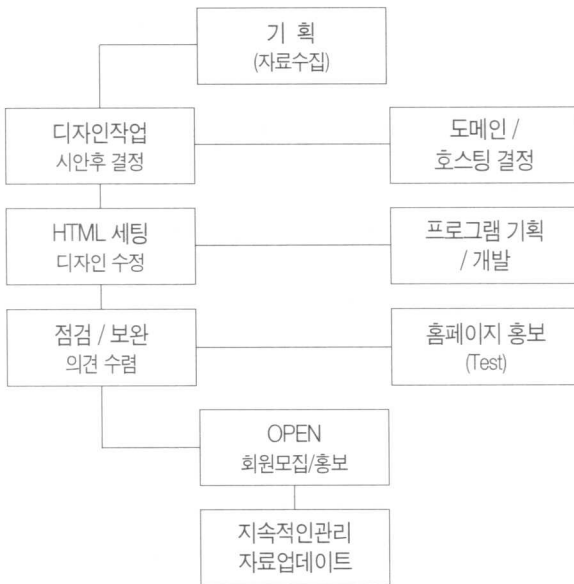 기 획
(자료수집)
디자인작업
시안후 결정
도메인 /
호스팅 결정
HTML 세팅
디자인 수정
프로그램 기획
/ 개발
점검 / 보완
의견 수렴
홈페이지 홍보
(Test)
OPEN
회원모집/홍보
지속적인관리
자료업데이트